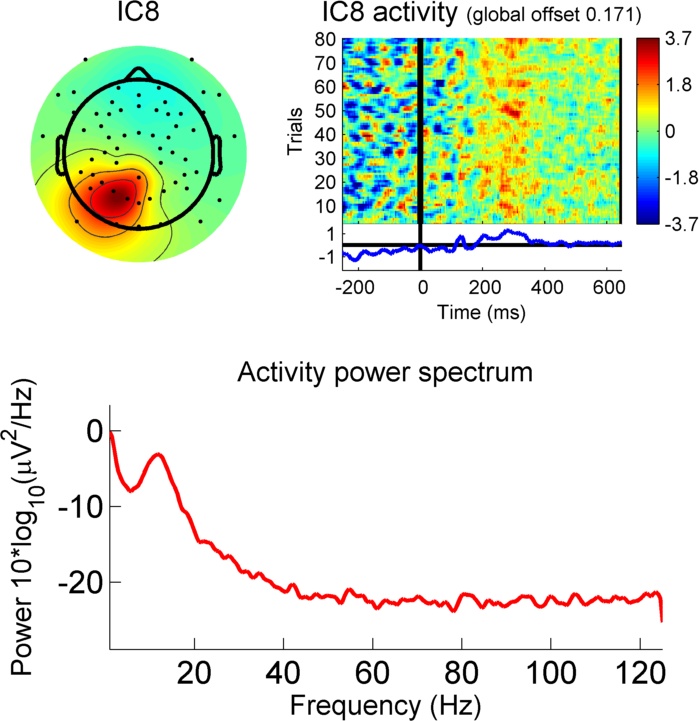 IC8
IC8 activity (global offset 0.171)
Trials
80
70
60
50
40
30
20
10
1
-1
-200 0 200 400 600
Time (ms)
3.7
1.8
0
-1.8
-3.7
Activity power spectrum
Power 10*log10(μV2/Hz)
0
-10
-20
20 40 60 80 100 120
Frequency (Hz)